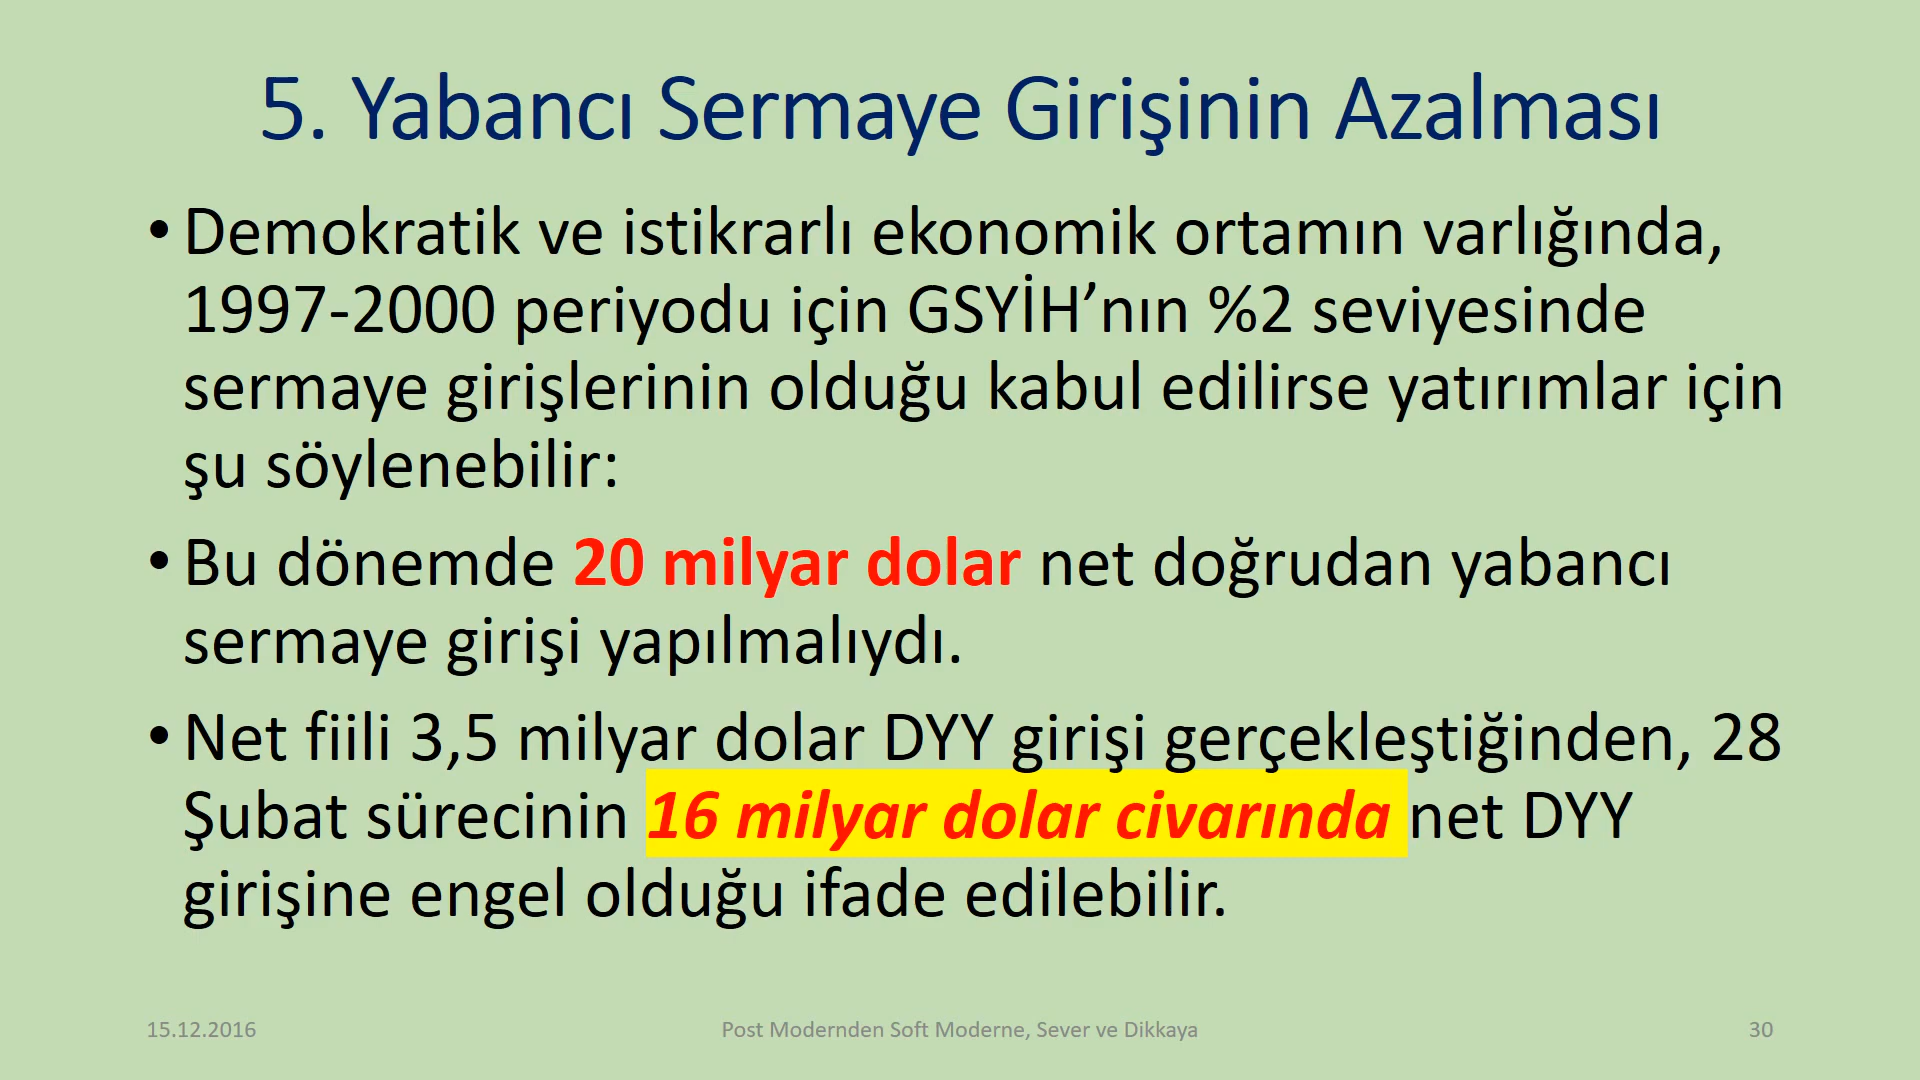 5. Yabancı Sermaye Girişinin Azalması
• Demokratik ve istikrarlı ekonomik ortamın varlığında,
1997-2000 periyodu için GSYİH’nın %2 seviyesinde
sermaye girişlerinin olduğu kabul edilirse yatırımlar için
şu söylenebilir:
• Bu dönemde 20 milyar dolar net doğrudan yabancı
sermaye girişi yapılmalıydı.
• Net fiili 3,5 milyar dolar DYY girişi gerçekleştiğinden, 28
Şubat sürecinin 16 milyar dolar civarında net DYY
girişine engel olduğu ifade edilebilir.
15.12.2016
Post Modernden Soft Moderne, Sever ve Dikkaya
30